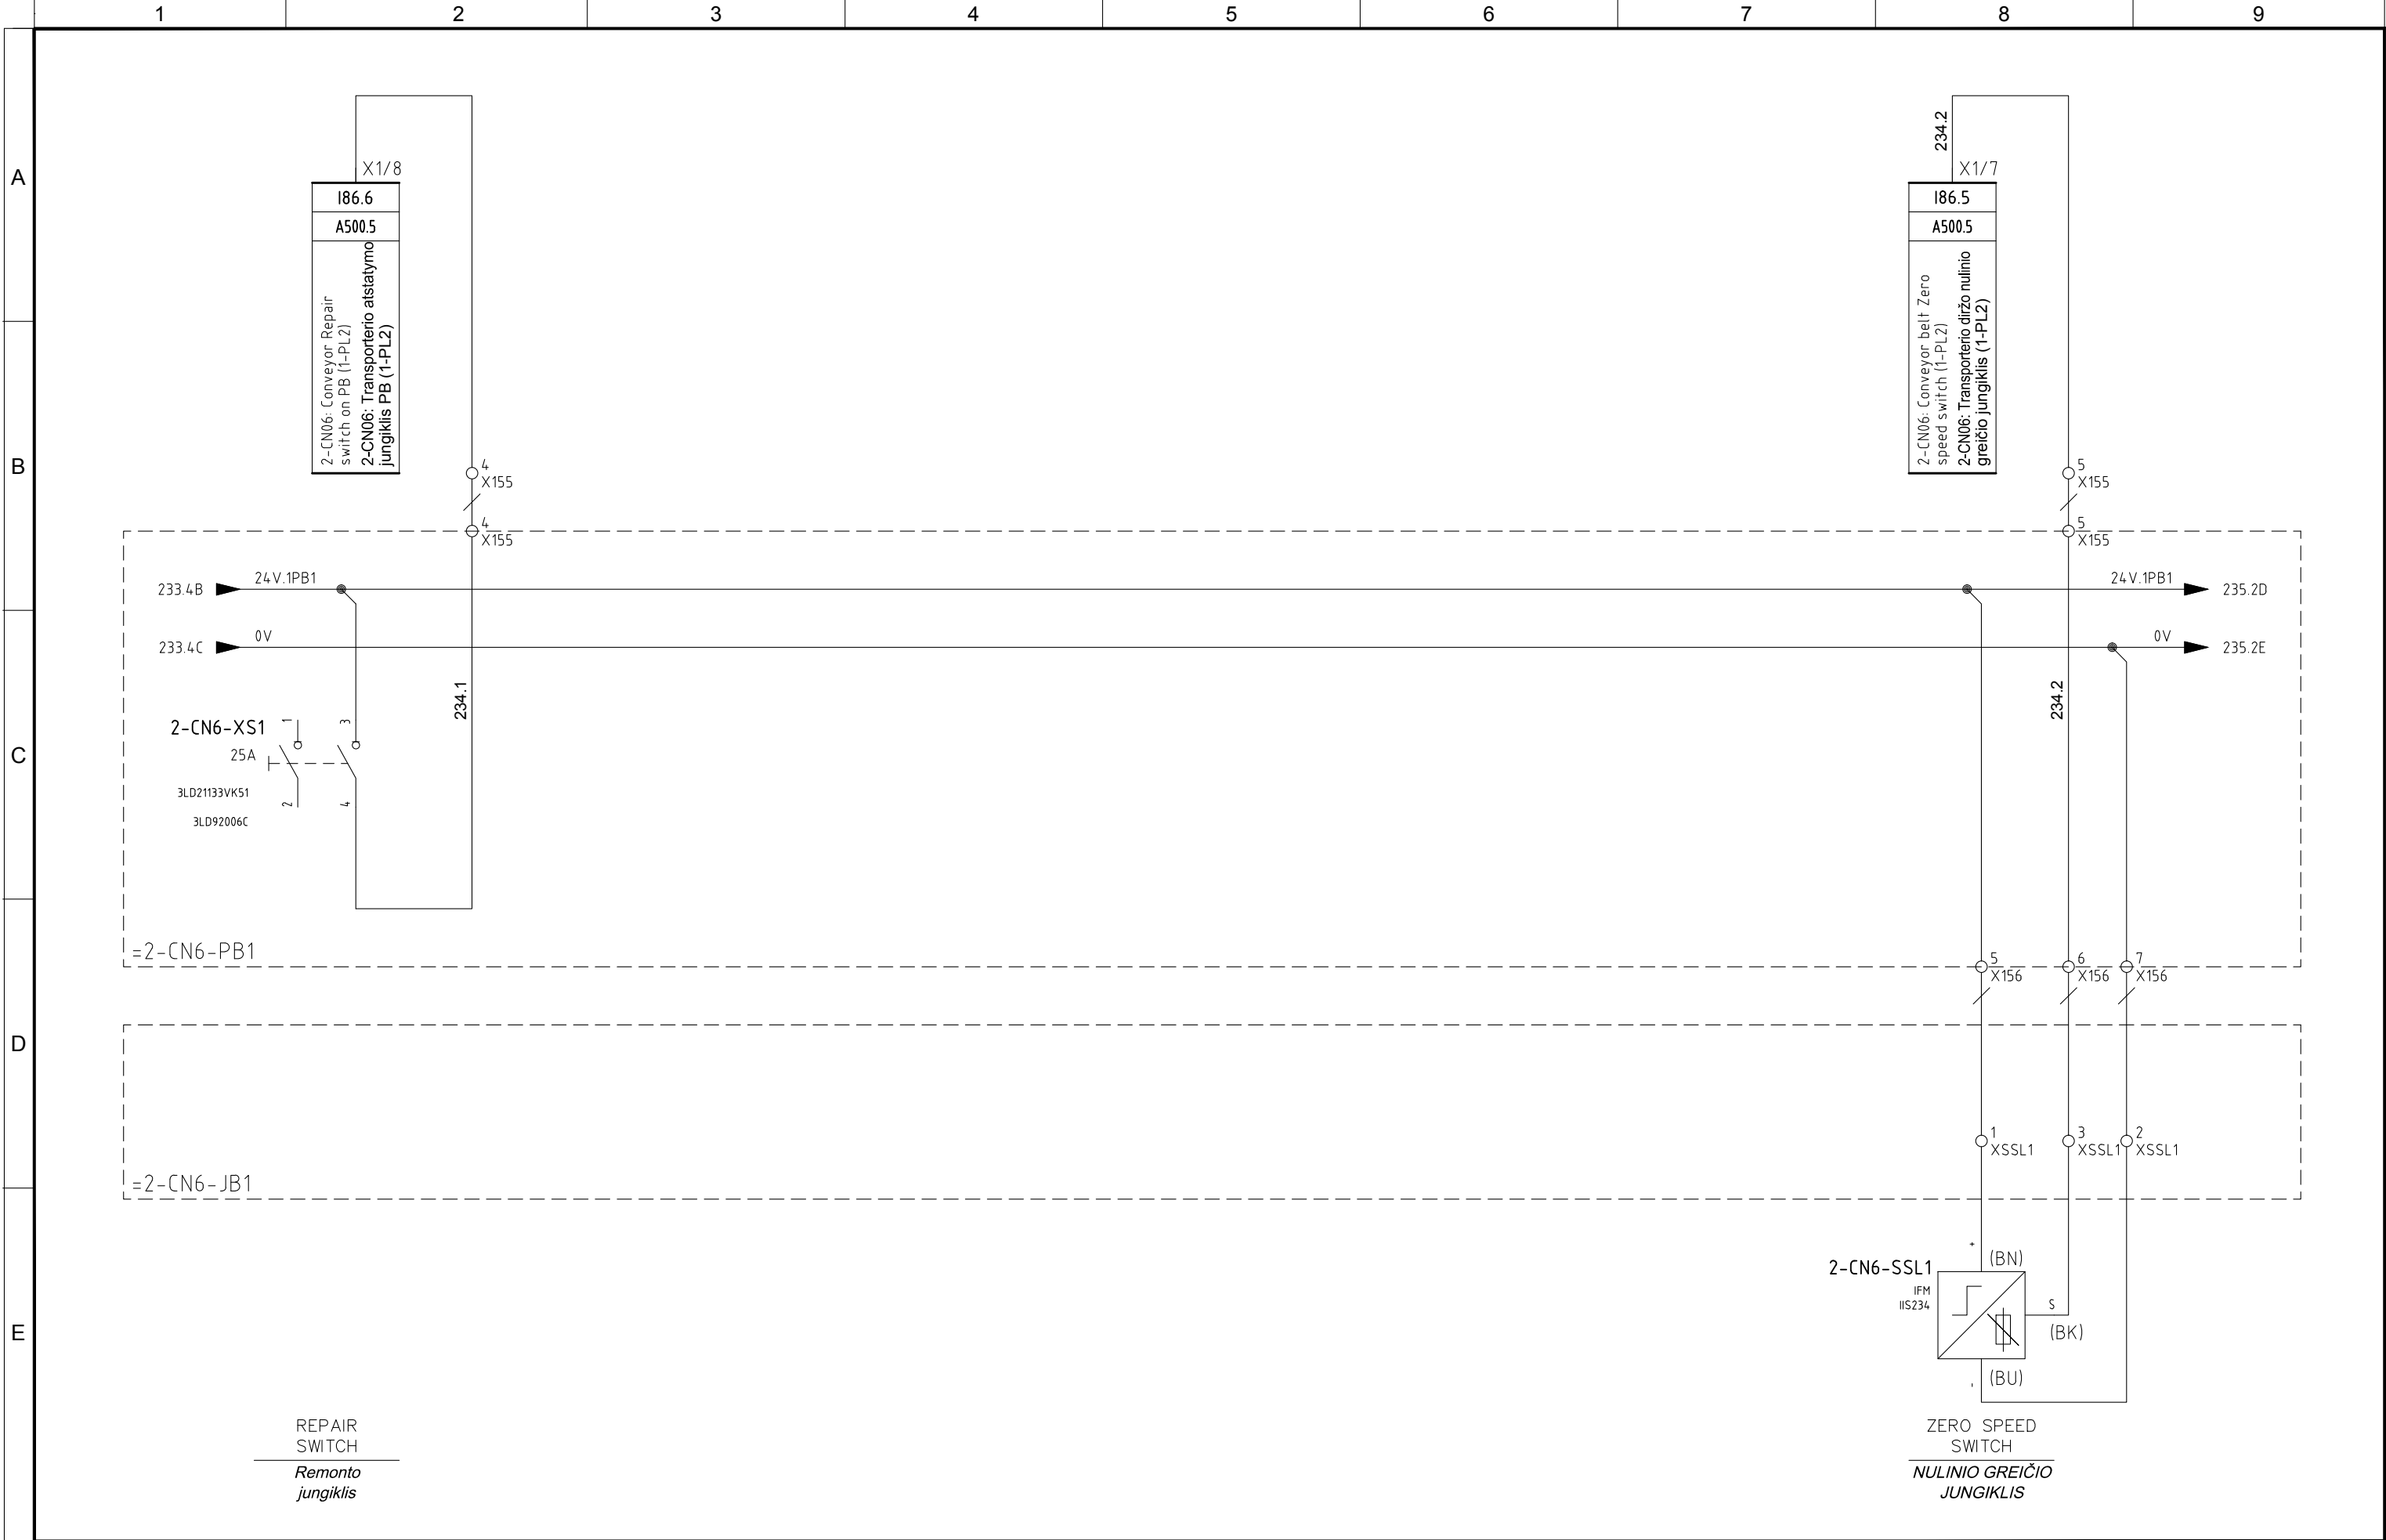 1 2 3 4 5 6 7 8 9
A
B
C
D
E
234.2
X1/8
I86.6
A500.5
2-CN06: Conveyor Repair
switch on PB (1-PL2)
2-CN06: Transporterio atstatymo
jungiklis PB (1-PL2)
X1/7
I86.5
A500.5
2-CN06: Conveyor belt Zero
speed switch (1-PL2)
2-CN06: Transporterio diržo nulinio
greičio jungiklis (1-PL2)
4
X155
5
X155
4
X155
5
X155
233.4B
24V.1PB1
24V.1PB1
235.2D
233.4C
0V
0V
235.2E
234.1
234.2
2-CN6-XS1
25A
3LD21133VK51
3LD92006C
1
2
3
4
=2-CN6-PB1
5
X156
6
X156
7
X156
1
XSSL1
3
XSSL1
2
XSSL1
=2-CN6-JB1
+
(BN)
2-CN6-SSL1
IFM
IIS234
S
(BK)
-
(BU)
REPAIR
SWITCH
Remonto
jungiklis
ZERO SPEED
SWITCH
NULINIO GREIČIO
JUNGIKLIS